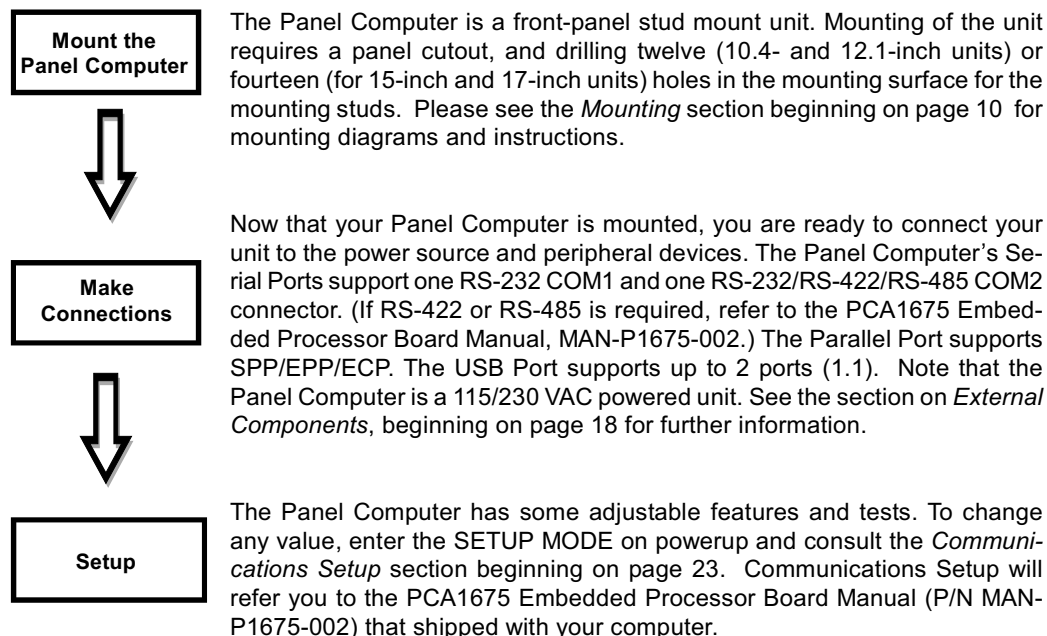 Mount the
Panel Computer
The Panel Computer is a front-panel stud mount unit. Mounting of the unit
requires a panel cutout, and drilling twelve (10.4- and 12.1-inch units) or
fourteen (for 15-inch and 17-inch units) holes in the mounting surface for the
mounting studs. Please see the Mounting section beginning on page 10 for
mounting diagrams and instructions.
Make
Connections
Now that your Panel Computer is mounted, you are ready to connect your
unit to the power source and peripheral devices. The Panel Computer’s Se-
rial Ports support one RS-232 COM1 and one RS-232/RS-422/RS-485 COM2
connector. (If RS-422 or RS-485 is required, refer to the PCA1675 Embed-
ded Processor Board Manual, MAN-P1675-002.) The Parallel Port supports
SPP/EPP/ECP. The USB Port supports up to 2 ports (1.1). Note that the
Panel Computer is a 115/230 VAC powered unit. See the section on External
Components, beginning on page 18 for further information.
Setup
The Panel Computer has some adjustable features and tests. To change
any value, enter the SETUP MODE on powerup and consult the Communi-
cations Setup section beginning on page 23. Communications Setup will
refer you to the PCA1675 Embedded Processor Board Manual (P/N MAN-
P1675-002) that shipped with your computer.